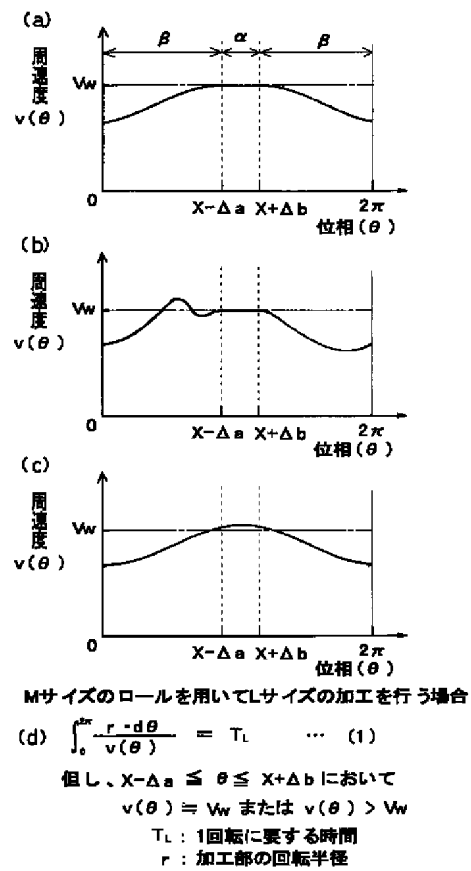 (a)
β α β
周速度
v(θ)
Vw
0
X-Δa X+Δb 2π
位相(θ)
(b)
周速度
v(θ)
Vw
0
X-Δa X+Δb 2π
位相(θ)
(c)
周速度
v(θ)
Vw
0
X-Δa X+Δb 2π
位相(θ)
Mサイズのロールを用いてLサイズの加工を行う場合
(d) ∫₀²π r・dθ / v(θ) = TL … (1)
但し、X-Δa ≦ θ ≦ X+Δb において
v(θ) ≒ Vw または v(θ) > Vw
TL : 1回転に要する時間
r : 加工部の回転半径